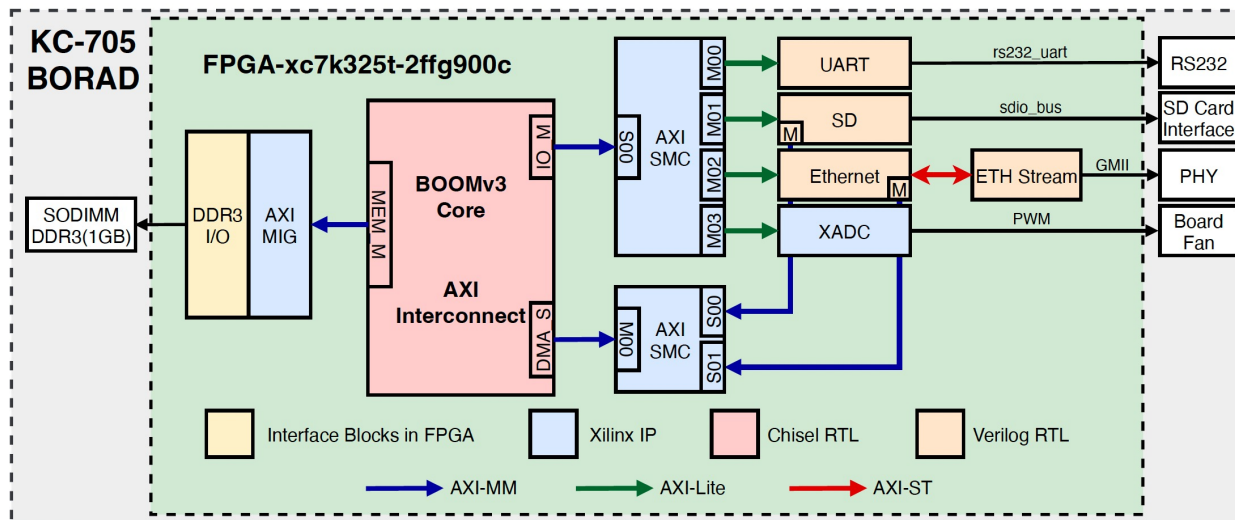 KC-705
BORAD
FPGA-xc7k325t-2ffg900c
SODIMM
DDR3(1GB)
DDR3
I/O
AXI
MIG
MEM M
BOOMv3
Core
AXI
Interconnect
M IO
DMA S
S00
AXI
SMC
M00
M01
M02
M03
UART
SD
M
Ethernet
M
XADC
ETH Stream
rs232_uart
sdio_bus
GMII
PWM
RS232
SD Card
Interface
PHY
Board
Fan
M00
AXI
SMC
S00
S01
Interface Blocks in FPGA
Xilinx IP
Chisel RTL
Verilog RTL
AXI-MM
AXI-Lite
AXI-ST